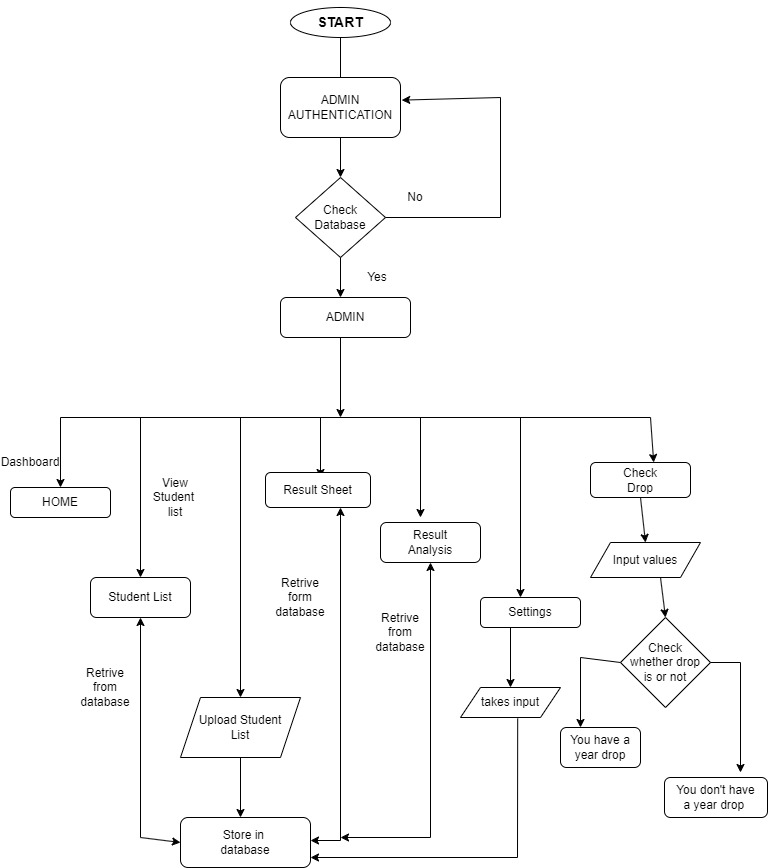 START
ADMIN
AUTHENTICATION
No
Check
Database
Yes
ADMIN
Dashboard
HOME
View
Student
list
Result Sheet
Check
Drop
Result
Analysis
Input values
Student List
Retrive
form
database
Retrive
from
database
Settings
Check
whether drop
is or not
Retrive
from
database
Upload Student
List
takes input
You have a
year drop
You don't have
a year drop
Store in
database